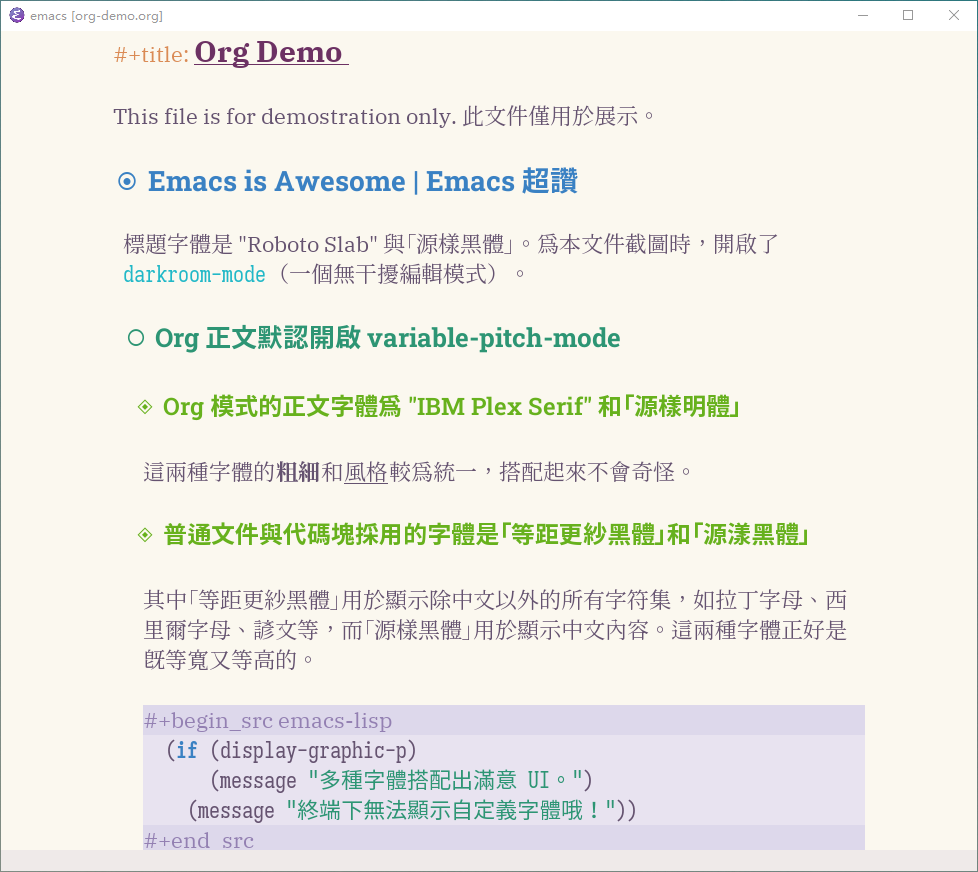 emacs [org-demo.org]
#+title: Org Demo
This file is for demostration only. 此文件僅用於展示。
Emacs is Awesome | Emacs 超讚
標題字體是 "Roboto Slab" 與「源樣黑體」。爲本文件截圖時，開啟了
darkroom-mode（一個無干擾編輯模式）。
Org 正文默認開啟 variable-pitch-mode
Org 模式的正文字體爲 "IBM Plex Serif" 和「源樣明體」
這兩種字體的粗細和風格較爲統一，搭配起來不會奇怪。
普通文件與代碼塊採用的字體是「等距更紗黑體」和「源漾黑體」
其中「等距更紗黑體」用於顯示除中文以外的所有字符集，如拉丁字母、西
里爾字母、諺文等，而「源樣黑體」用於顯示中文內容。這兩種字體正好是
旣等寬又等高的。
#+begin_src emacs-lisp
(if (display-graphic-p)
(message "多種字體搭配出滿意 UI。")
(message "終端下無法顯示自定義字體哦！"))
#+end_src